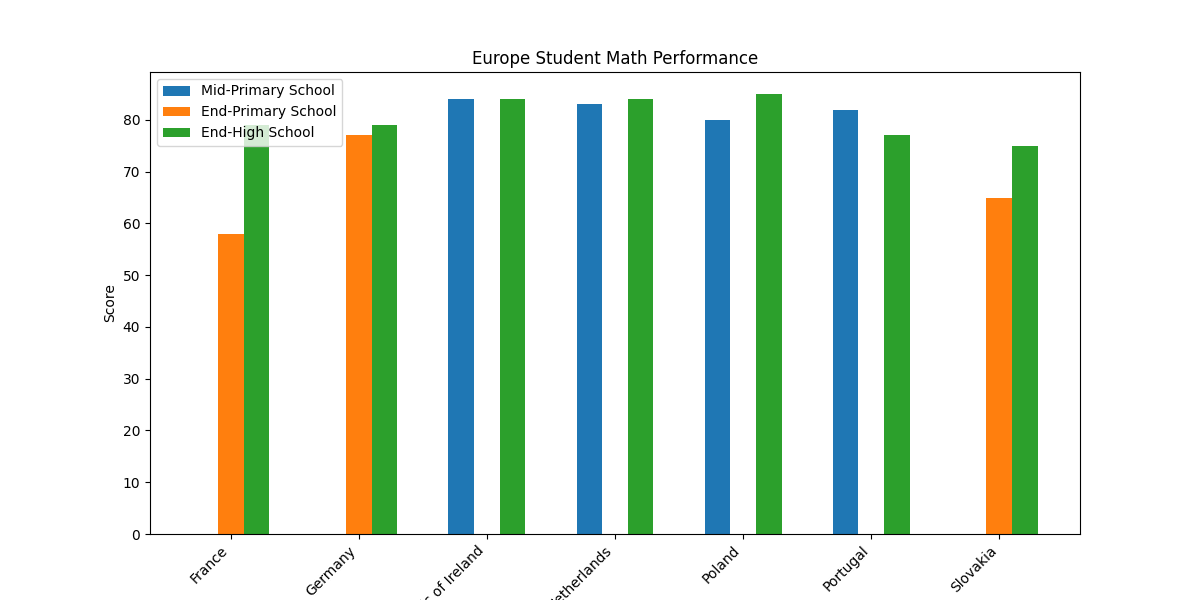 Europe Student Math Performance
Mid-Primary School
End-Primary School
End-High School
Score
80
70
60
50
40
30
20
10
0
France
Germany
of Ireland
Poland
Portugal
Slovakia